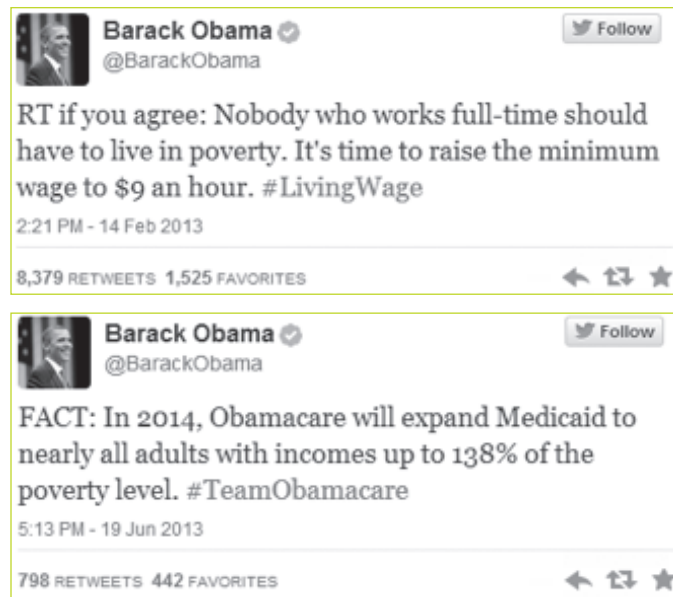 Barack Obama
Follow
@BarackObama
RT if you agree: Nobody who works full-time should
have to live in poverty. It's time to raise the minimum
wage to $9 an hour. #LivingWage
2:21 PM - 14 Feb 2013
8,379 RETWEETS 1,525 FAVORITES
Barack Obama
Follow
@BarackObama
FACT: In 2014, Obamacare will expand Medicaid to
nearly all adults with incomes up to 138% of the
poverty level. #TeamObamacare
5:13 PM - 19 Jun 2013
798 RETWEETS 442 FAVORITES